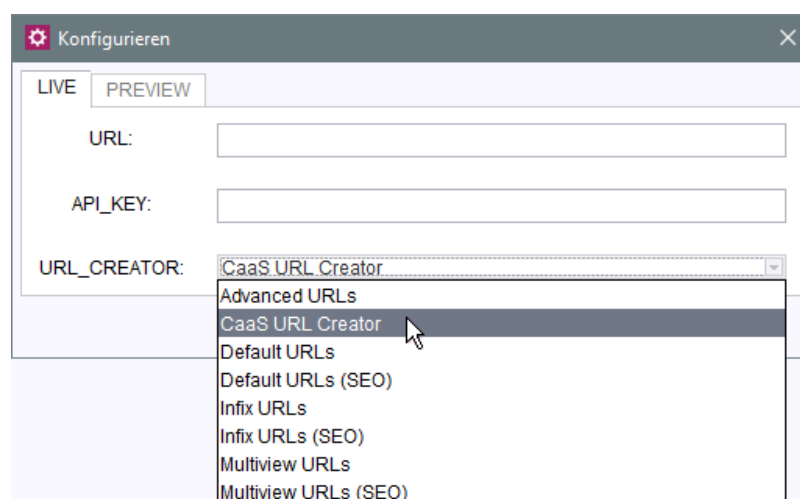 Konfigurieren
LIVE PREVIEW
URL:
API_KEY:
URL_CREATOR: CaaS URL Creator
Advanced URLs
CaaS URL Creator
Default URLs
Default URLs (SEO)
Infix URLs
Infix URLs (SEO)
Multiview URLs
Multiview URLs (SEO)